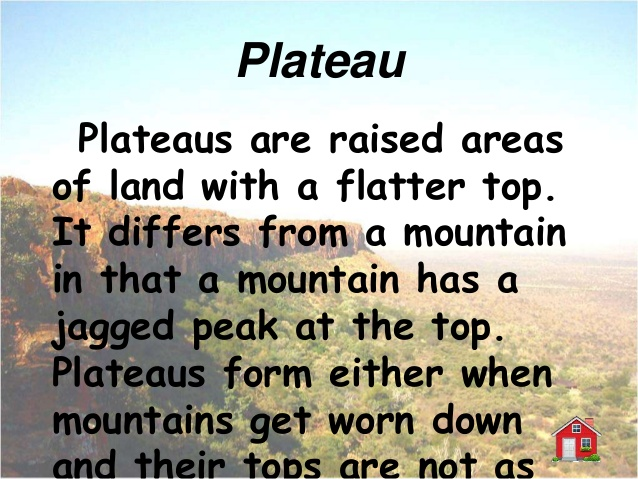 Plateau
Plateaus are raised areas
of land with a flatter top.
It differs from a mountain
in that a mountain has a
jagged peak at the top.
Plateaus form either when
mountains get worn down
and their tops are not as